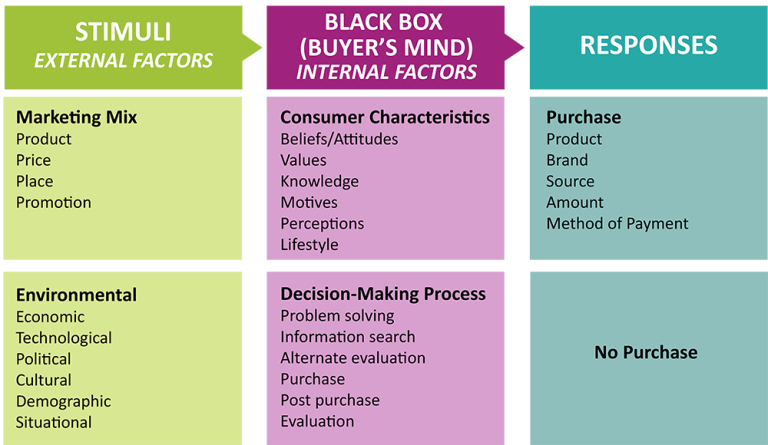 STIMULI
EXTERNAL FACTORS
BLACK BOX
(BUYER'S MIND)
INTERNAL FACTORS
RESPONSES
Marketing Mix
Product
Price
Place
Promotion
Consumer Characteristics
Beliefs/Attitudes
Values
Knowledge
Motives
Perceptions
Lifestyle
Purchase
Product
Brand
Source
Amount
Method of Payment
Environmental
Economic
Technological
Political
Cultural
Demographic
Situational
Decision-Making Process
Problem solving
Information search
Alternate evaluation
Purchase
Post purchase
Evaluation
No Purchase